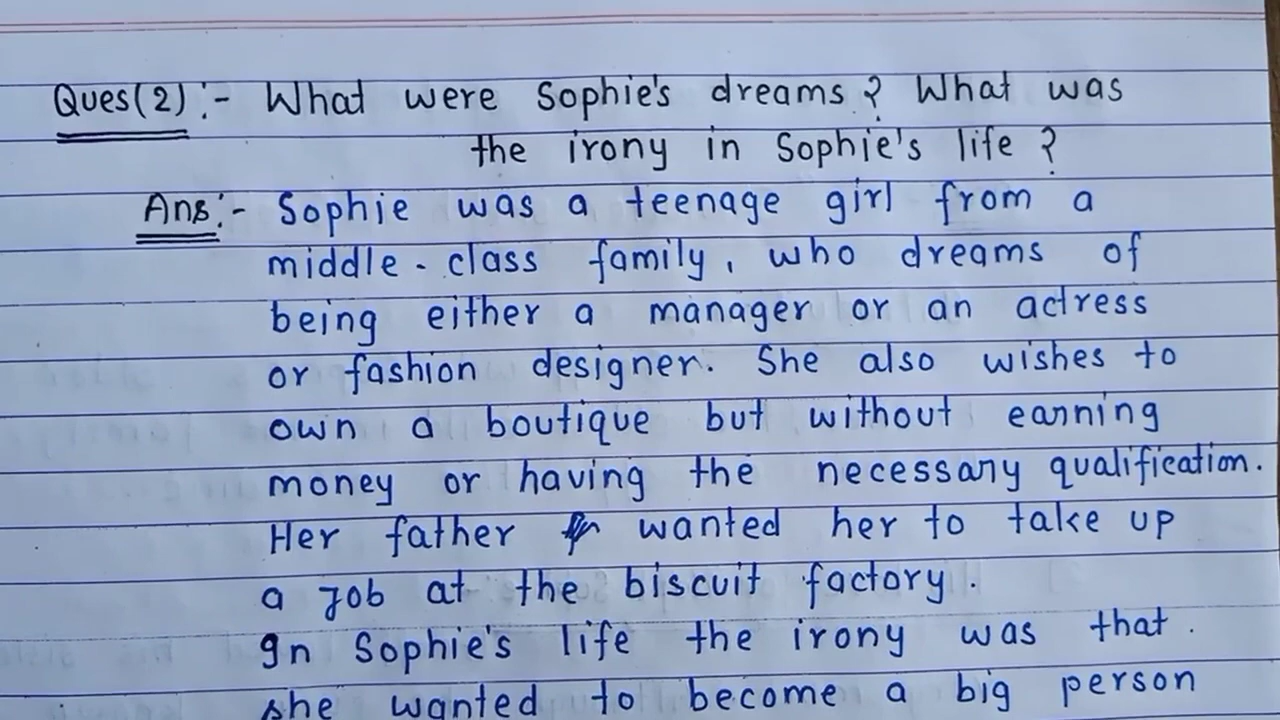 Ques(2):- What were Sophie's dreams? What was
the irony in Sophie's life?
Ans:- Sophie was a teenage girl from a
middle-class family, who dreams of
being either a manager or an actress
or fashion designer. She also wishes to
own a boutique but without earning
money or having the necessary qualification.
Her father wanted her to take up
a job at the biscuit factory.
In Sophie's life the irony was that.
she wanted to become a big person